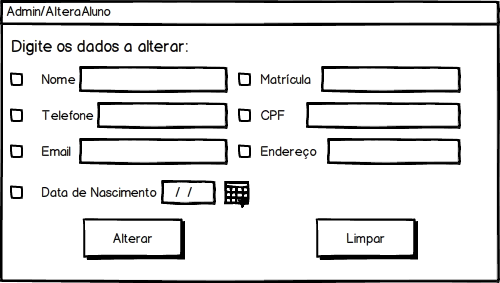 Admin/AlteraAluno
Digite os dados a alterar:
Nome Matrícula
Telefone CPF
Email Endereço
Data de Nascimento / /
Alterar Limpar